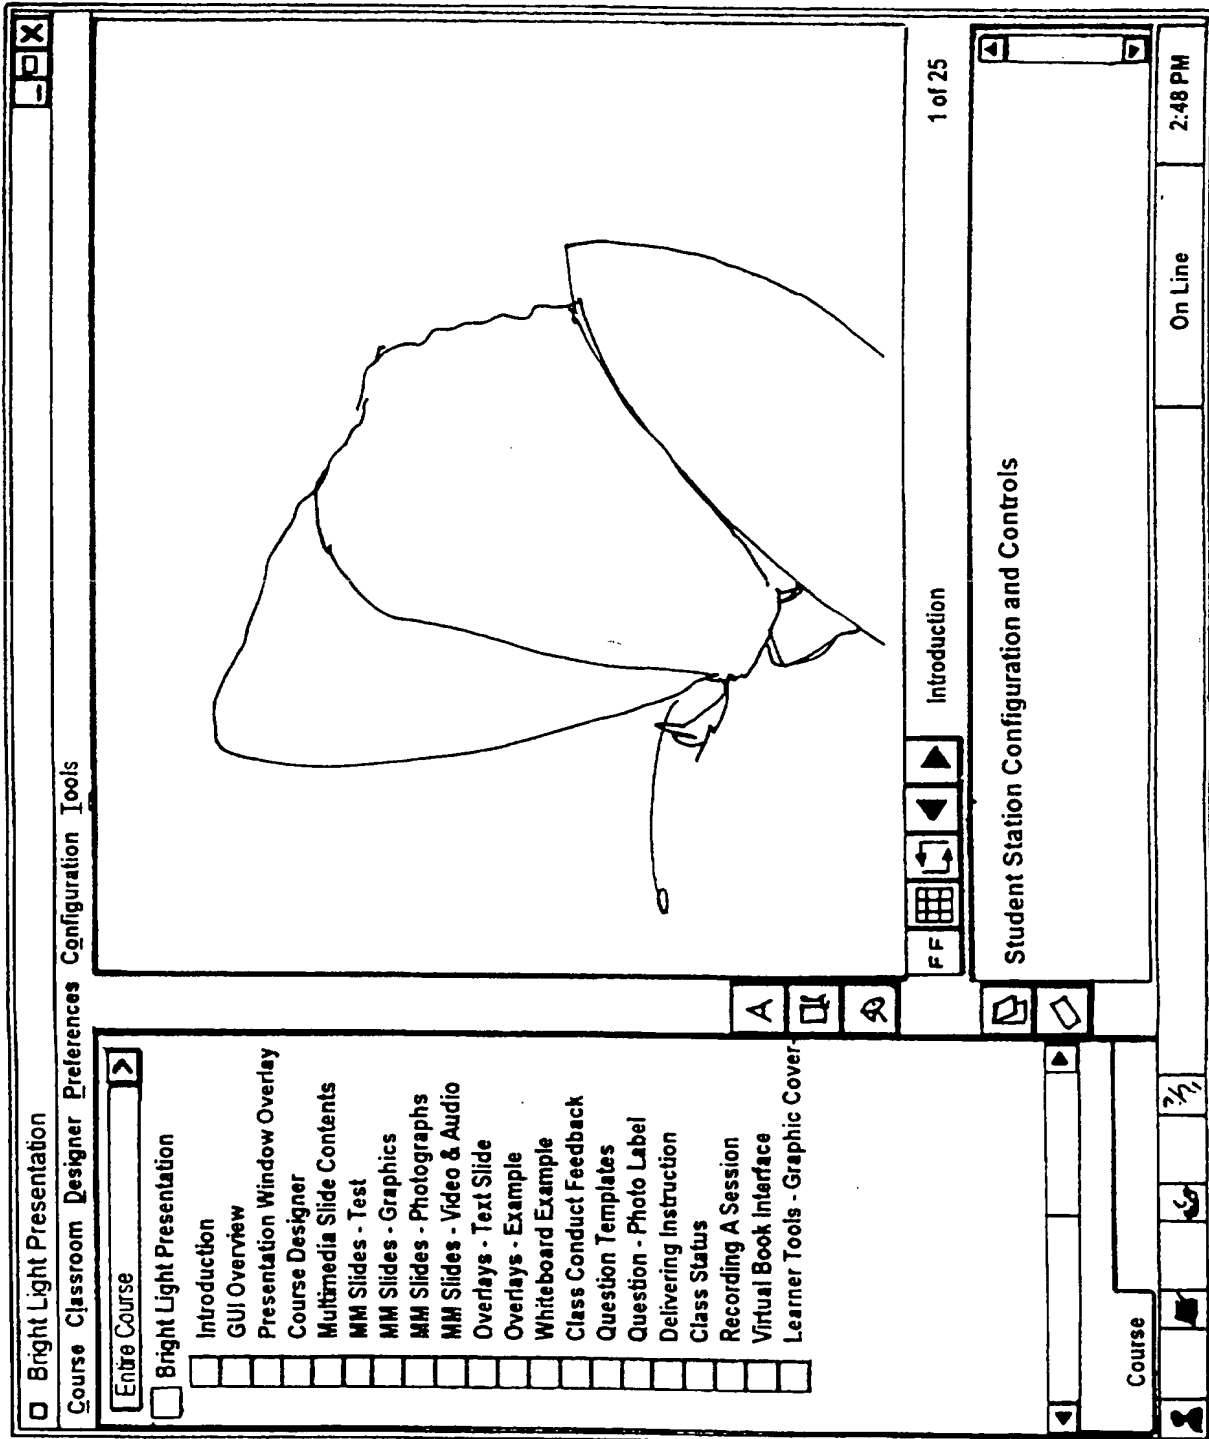 Bright Light Presentation
Course Classroom Designer Preferences Configuration Tools
Entire Course
Bright Light Presentation
Introduction
GUI Overview
Presentation Window Overlay
Course Designer
Multimedia Slide Contents
MM Slides - Test
MM Slides - Graphics
MM Slides - Photographs
MM Slides - Video & Audio
Overlays - Text Slide
Overlays - Example
Whiteboard Example
Class Conduct Feedback
Question Templates
Question - Photo Label
Delivering Instruction
Class Status
Recording A Session
Virtual Book Interface
Learner Tools - Graphic Cover-
Course
A
FF
Introduction
1 of 25
Student Station Configuration and Controls
On Line
2:48 PM